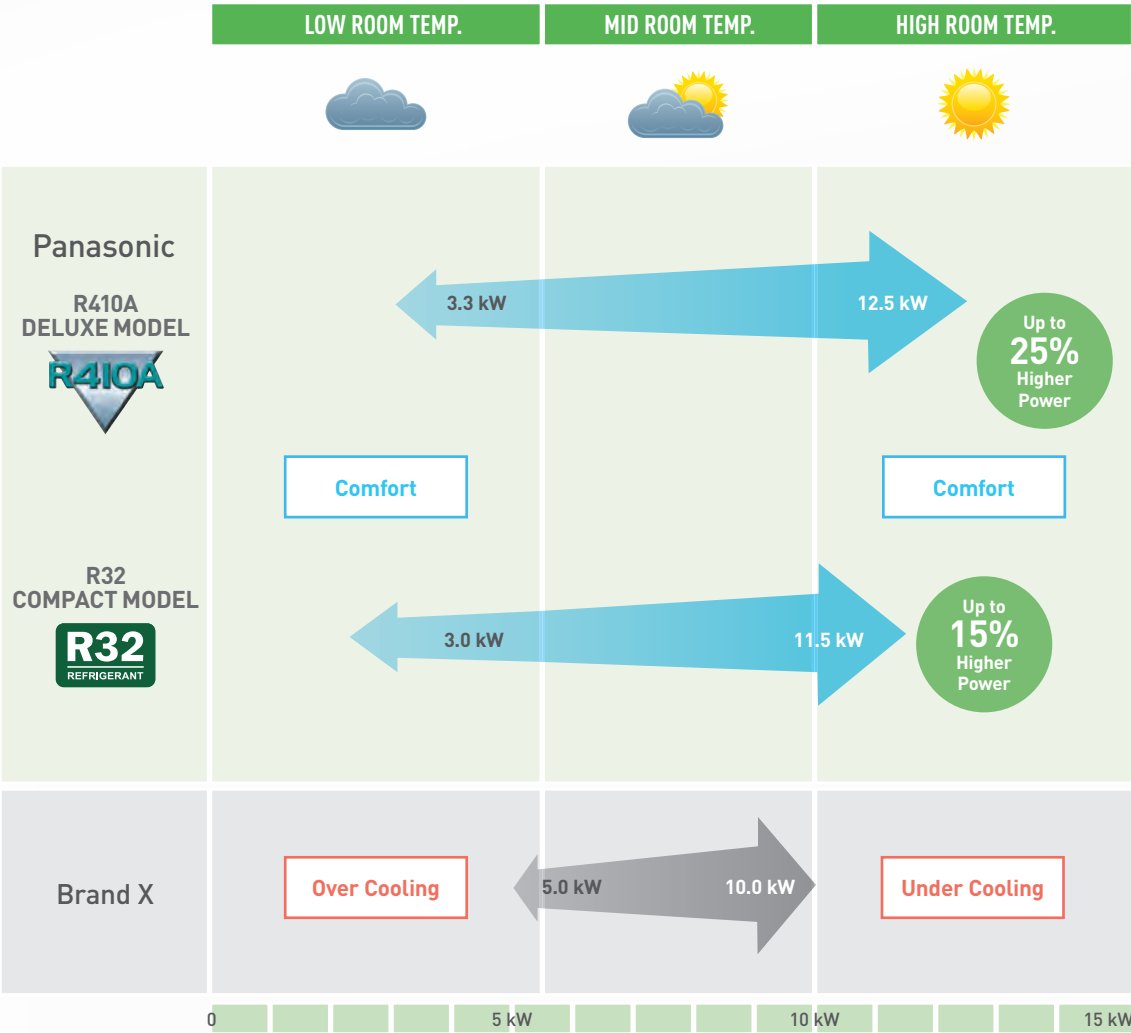 LOW ROOM TEMP.
MID ROOM TEMP.
HIGH ROOM TEMP.
Panasonic
R410A
DELUXE MODEL
R410A
3.3 kW
12.5 kW
Up to
25%
Higher
Power
Comfort
Comfort
R32
COMPACT MODEL
R32
REFRIGERANT
3.0 kW
11.5 kW
Up to
15%
Higher
Power
Brand X
Over Cooling
5.0 kW
10.0 kW
Under Cooling
0
5 kW
10 kW
15 kW